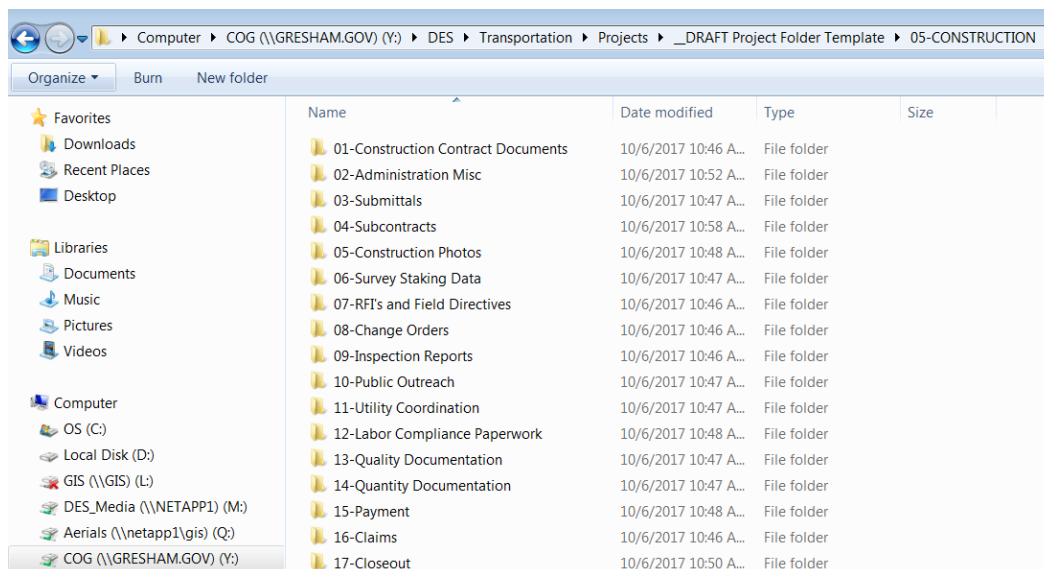 Computer ▸ COG (\\GRESHAM.GOV) (Y:) ▸ DES ▸ Transportation ▸ Projects ▸ __DRAFT Project Folder Template ▸ 05-CONSTRUCTION
Organize Burn New folder
Favorites
Downloads
Recent Places
Desktop
Libraries
Documents
Music
Pictures
Videos
Computer
OS (C:)
Local Disk (D:)
GIS (\\GIS) (L:)
DES_Media (\\NETAPP1) (M:)
Aerials (\\netapp1\gis) (Q:)
COG (\\GRESHAM.GOV) (Y:)
Name Date modified Type Size
01-Construction Contract Documents 10/6/2017 10:46 A... File folder
02-Administration Misc 10/6/2017 10:52 A... File folder
03-Submittals 10/6/2017 10:47 A... File folder
04-Subcontracts 10/6/2017 10:58 A... File folder
05-Construction Photos 10/6/2017 10:48 A... File folder
06-Survey Staking Data 10/6/2017 10:47 A... File folder
07-RFI's and Field Directives 10/6/2017 10:46 A... File folder
08-Change Orders 10/6/2017 10:46 A... File folder
09-Inspection Reports 10/6/2017 10:46 A... File folder
10-Public Outreach 10/6/2017 10:47 A... File folder
11-Utility Coordination 10/6/2017 10:47 A... File folder
12-Labor Compliance Paperwork 10/6/2017 10:48 A... File folder
13-Quality Documentation 10/6/2017 10:47 A... File folder
14-Quantity Documentation 10/6/2017 10:47 A... File folder
15-Payment 10/6/2017 10:48 A... File folder
16-Claims 10/6/2017 10:46 A... File folder
17-Closeout 10/6/2017 10:50 A... File folder